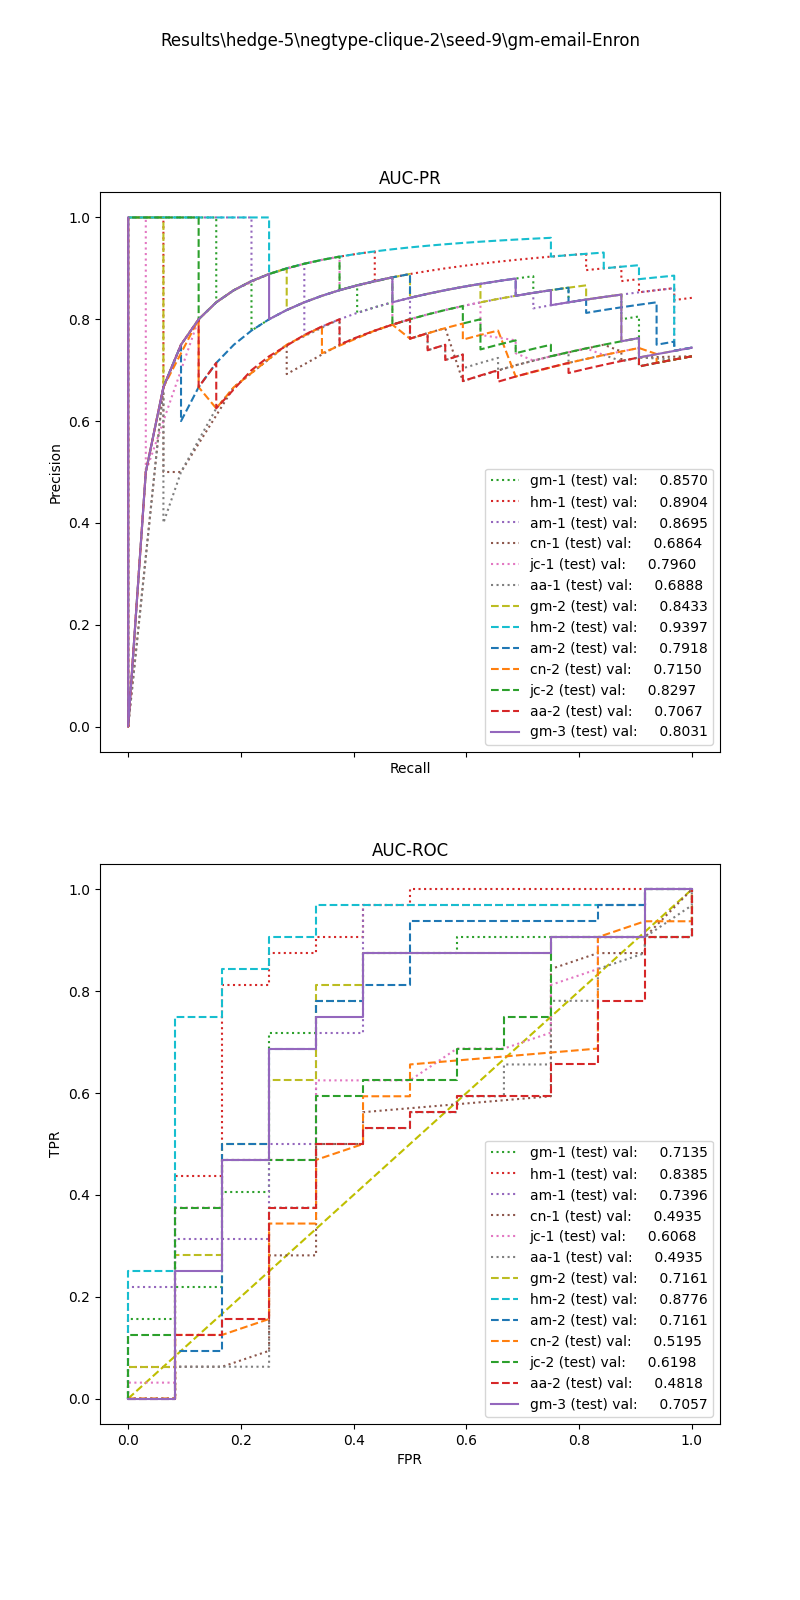 Results\hedge-5\negtype-clique-2\seed-9\gm-email-Enron
AUC-PR
1.0
0.8
0.6
0.4
0.2
0.0
Precision
Recall
gm-1 (test) val: 0.8570
hm-1 (test) val: 0.8904
am-1 (test) val: 0.8695
cn-1 (test) val: 0.6864
jc-1 (test) val: 0.7960
aa-1 (test) val: 0.6888
gm-2 (test) val: 0.8433
hm-2 (test) val: 0.9397
am-2 (test) val: 0.7918
cn-2 (test) val: 0.7150
jc-2 (test) val: 0.8297
aa-2 (test) val: 0.7067
gm-3 (test) val: 0.8031
AUC-ROC
1.0
0.8
0.6
0.4
0.2
0.0
TPR
gm-1 (test) val: 0.7135
hm-1 (test) val: 0.8385
am-1 (test) val: 0.7396
cn-1 (test) val: 0.4935
jc-1 (test) val: 0.6068
aa-1 (test) val: 0.4935
gm-2 (test) val: 0.7161
hm-2 (test) val: 0.8776
am-2 (test) val: 0.7161
cn-2 (test) val: 0.5195
jc-2 (test) val: 0.6198
aa-2 (test) val: 0.4818
gm-3 (test) val: 0.7057
0.0 0.2 0.4 0.6 0.8 1.0
FPR